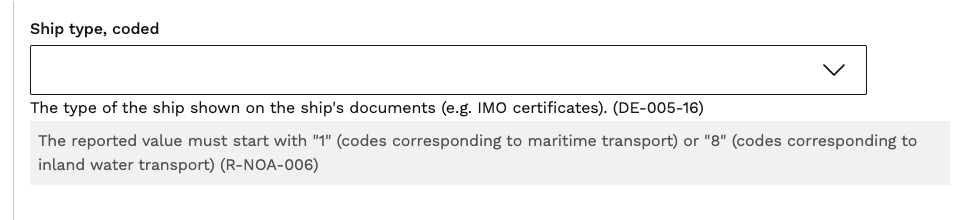 Ship type, coded
The type of the ship shown on the ship's documents (e.g. IMO certificates). (DE-005-16)
The reported value must start with "1" (codes corresponding to maritime transport) or "8" (codes corresponding to
inland water transport) (R-NOA-006)